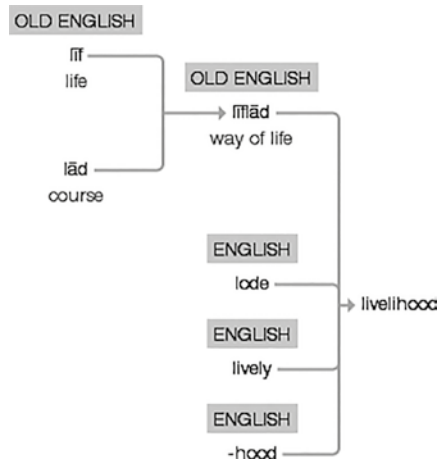 OLD ENGLISH
līf
life
lād
course
OLD ENGLISH
līflād
way of life
ENGLISH
lode
ENGLISH
lively
ENGLISH
-hood
livelihood